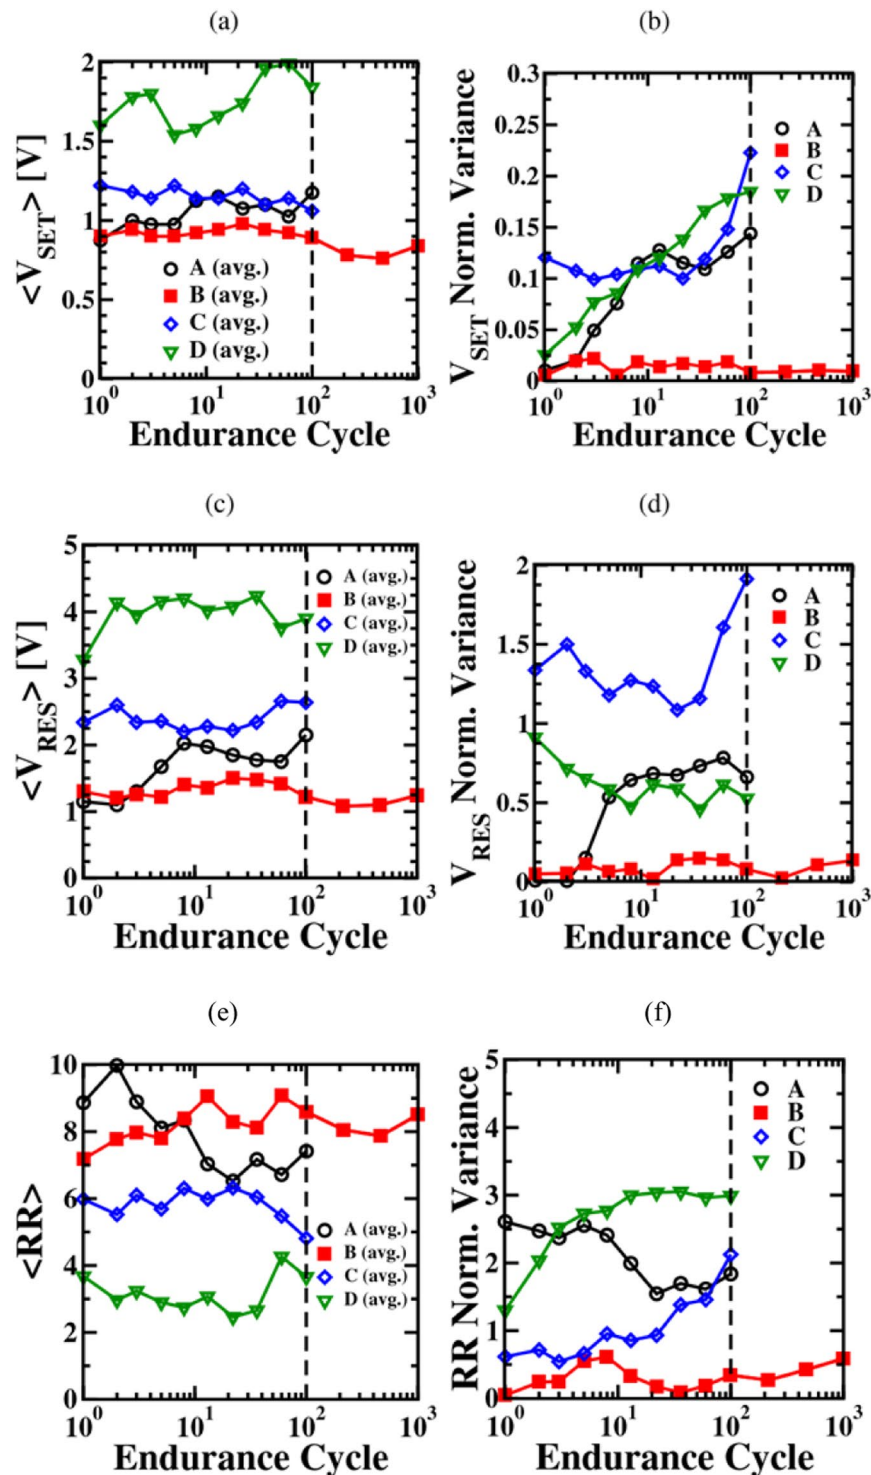 (a)
<V_SET> [V]
2
1.5
1
0.5
0
A (avg.)
B (avg.)
C (avg.)
D (avg.)
10^0 10^1 10^2 10^3
Endurance Cycle
(b)
V_SET Norm. Variance
0.3
0.25
0.2
0.15
0.1
0.05
0
A
B
C
D
10^0 10^1 10^2 10^3
Endurance Cycle
(c)
<V_RES> [V]
5
4
3
2
1
0
A (avg.)
B (avg.)
C (avg.)
D (avg.)
10^0 10^1 10^2 10^3
Endurance Cycle
(d)
V_RES Norm. Variance
2
1.5
1
0.5
0
A
B
C
D
10^0 10^1 10^2 10^3
Endurance Cycle
(e)
<RR>
10
8
6
4
2
0
A (avg.)
B (avg.)
C (avg.)
D (avg.)
10^0 10^1 10^2 10^3
Endurance Cycle
(f)
RR Norm. Variance
5
4
3
2
1
0
A
B
C
D
10^0 10^1 10^2 10^3
Endurance Cycle